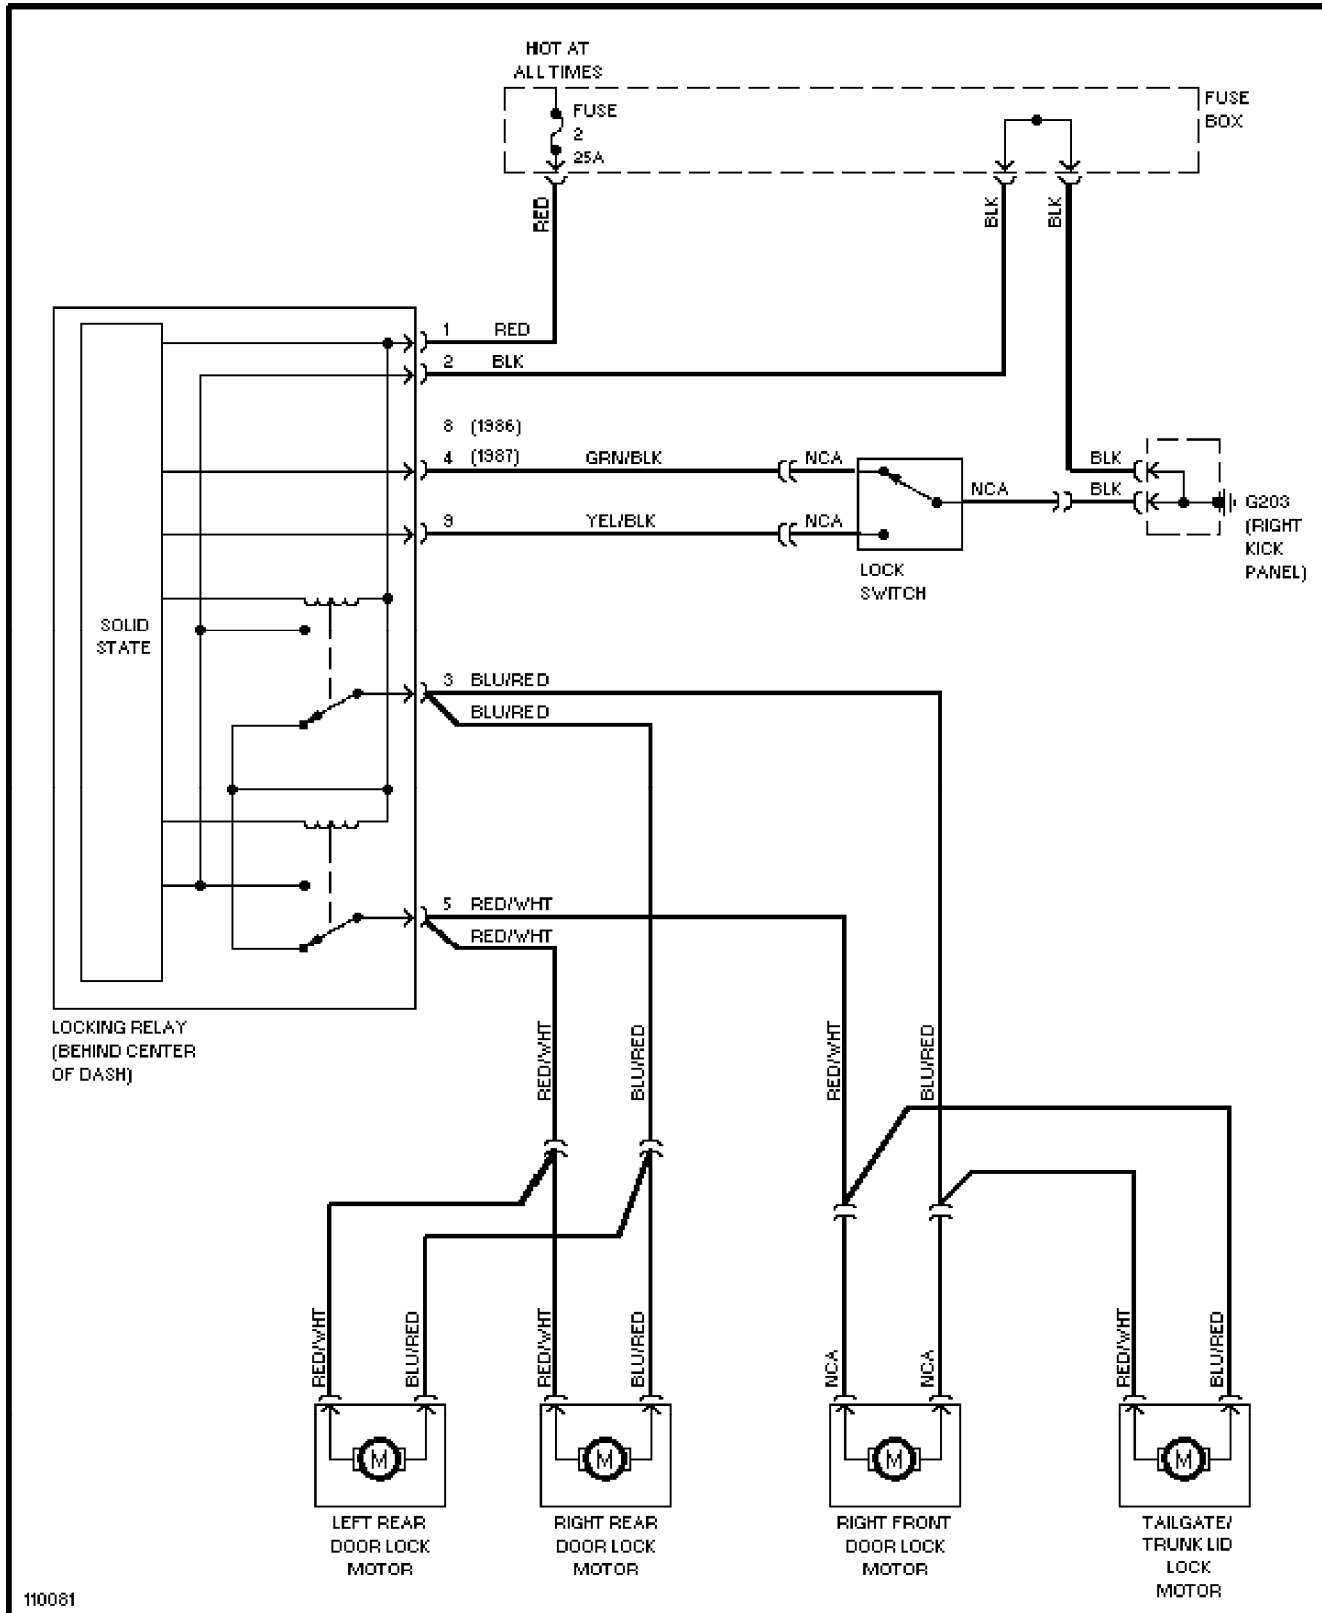 HOT AT
ALL TIMES
FUSE
2
25A
FUSE
BOX
RED
BLK
BLK
1 RED
2 BLK
8 (1986)
4 (1987) GRN/BLK NCA
NCA BLK
BLK
9 YEL/BLK NCA
G203
(RIGHT
KICK
PANEL)
LOCK
SWITCH
SOLID
STATE
3 BLU/RED
BLU/RED
5 RED/WHT
RED/WHT
LOCKING RELAY
(BEHIND CENTER
OF DASH)
RED/WHT
BLU/RED
RED/WHT
BLU/RED
RED/WHT
BLU/RED
RED/WHT
BLU/RED
NCA
NCA
RED/WHT
BLU/RED
M
M
M
M
LEFT REAR
DOOR LOCK
MOTOR
RIGHT REAR
DOOR LOCK
MOTOR
RIGHT FRONT
DOOR LOCK
MOTOR
TAILGATE/
TRUNK LID
LOCK
MOTOR
110081